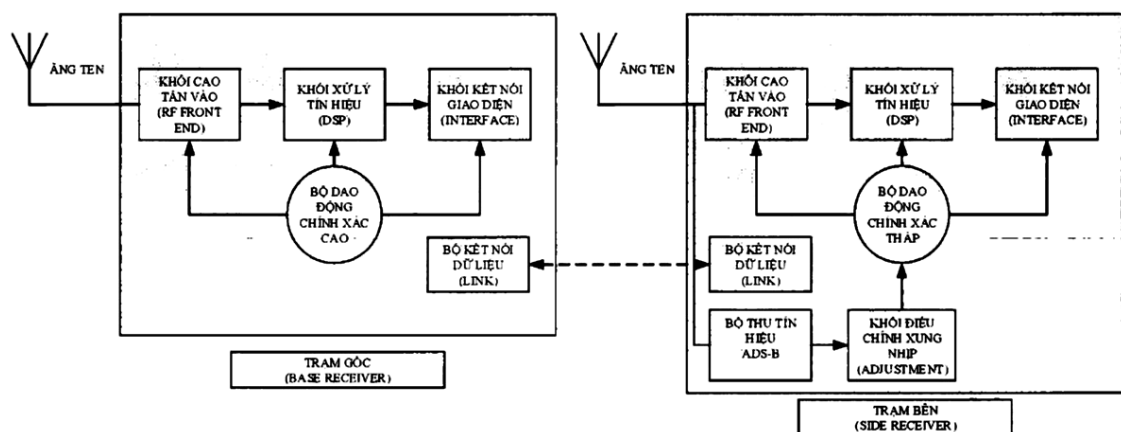 ĂNG TEN
KHỐI CAO
TẦN VÀO
(RF FRONT
END)
KHỐI XỬ LÝ
TÍN HIỆU
(DSP)
KHỐI KẾT NỐI
GIAO DIỆN
(INTERFACE)
BỘ DAO
ĐỘNG
CHÍNH XÁC
CAO
BỘ KẾT NỐI
DỮ LIỆU
(LINK)
TRẠM GỐC
(BASE RECEIVER)
ĂNG TEN
KHỐI CAO
TẦN VÀO
(RF FRONT
END)
KHỐI XỬ LÝ
TÍN HIỆU
(DSP)
KHỐI KẾT NỐI
GIAO DIỆN
(INTERFACE)
BỘ DAO
ĐỘNG
CHÍNH XÁC
THẤP
BỘ KẾT NỐI
DỮ LIỆU
(LINK)
BỘ THU TÍN
HIỆU
ADS-B
KHỐI ĐIỀU
CHỈNH XUNG
NHỊP
(ADJUSTMENT)
TRẠM BÊN
(SIDE RECEIVER)